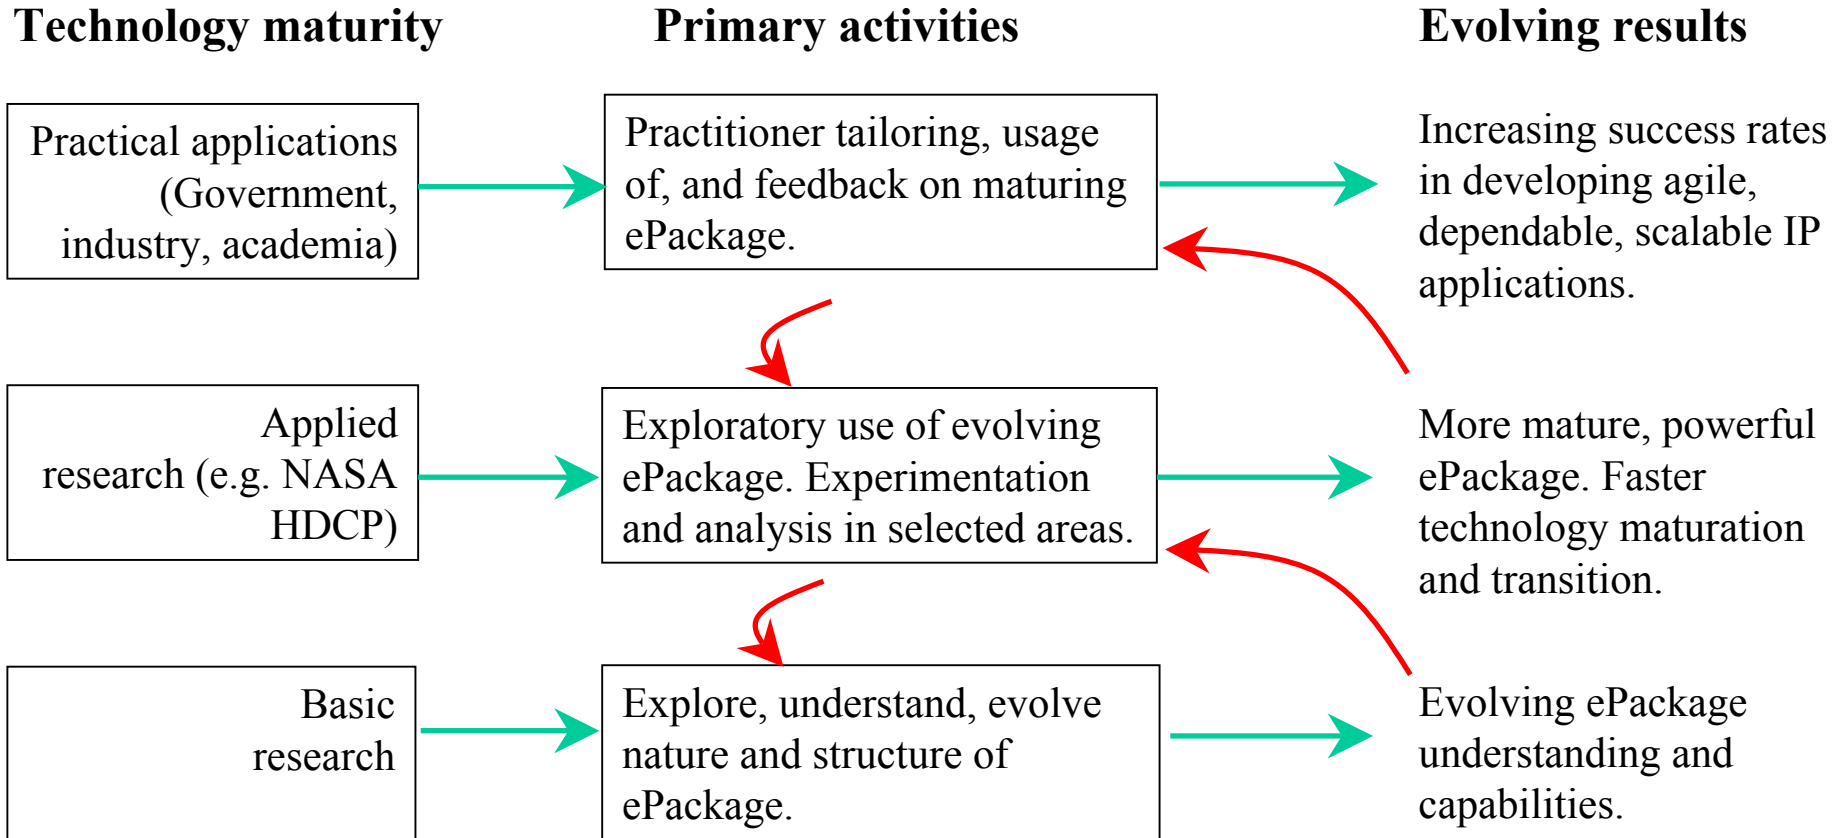 Technology maturity
Primary activities
Evolving results
Practical applications
(Government,
industry, academia)
Practitioner tailoring, usage
of, and feedback on maturing
ePackage.
Increasing success rates
in developing agile,
dependable, scalable IP
applications.
Applied
research (e.g. NASA
HDCP)
Exploratory use of evolving
ePackage. Experimentation
and analysis in selected areas.
More mature, powerful
ePackage. Faster
technology maturation
and transition.
Basic
research
Explore, understand, evolve
nature and structure of
ePackage.
Evolving ePackage
understanding and
capabilities.